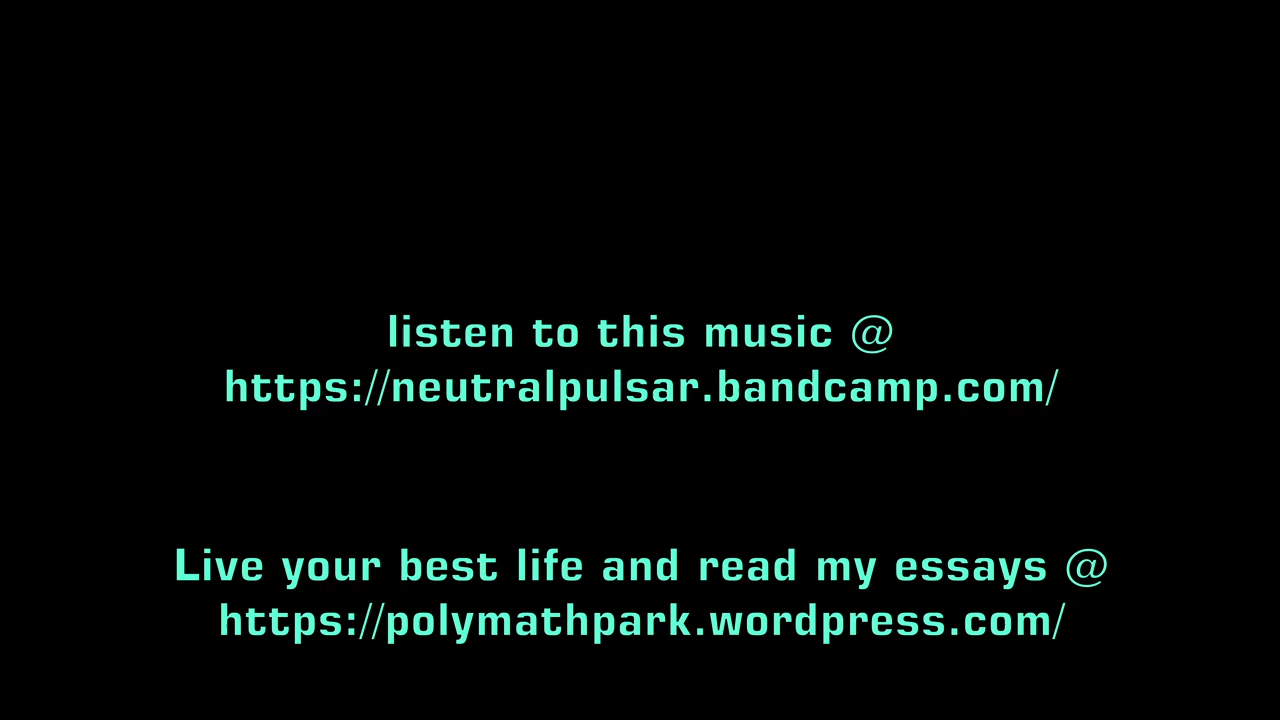 listen to this music @
https://neutralpulsar.bandcamp.com/
Live your best life and read my essays @
https://polymathpark.wordpress.com/